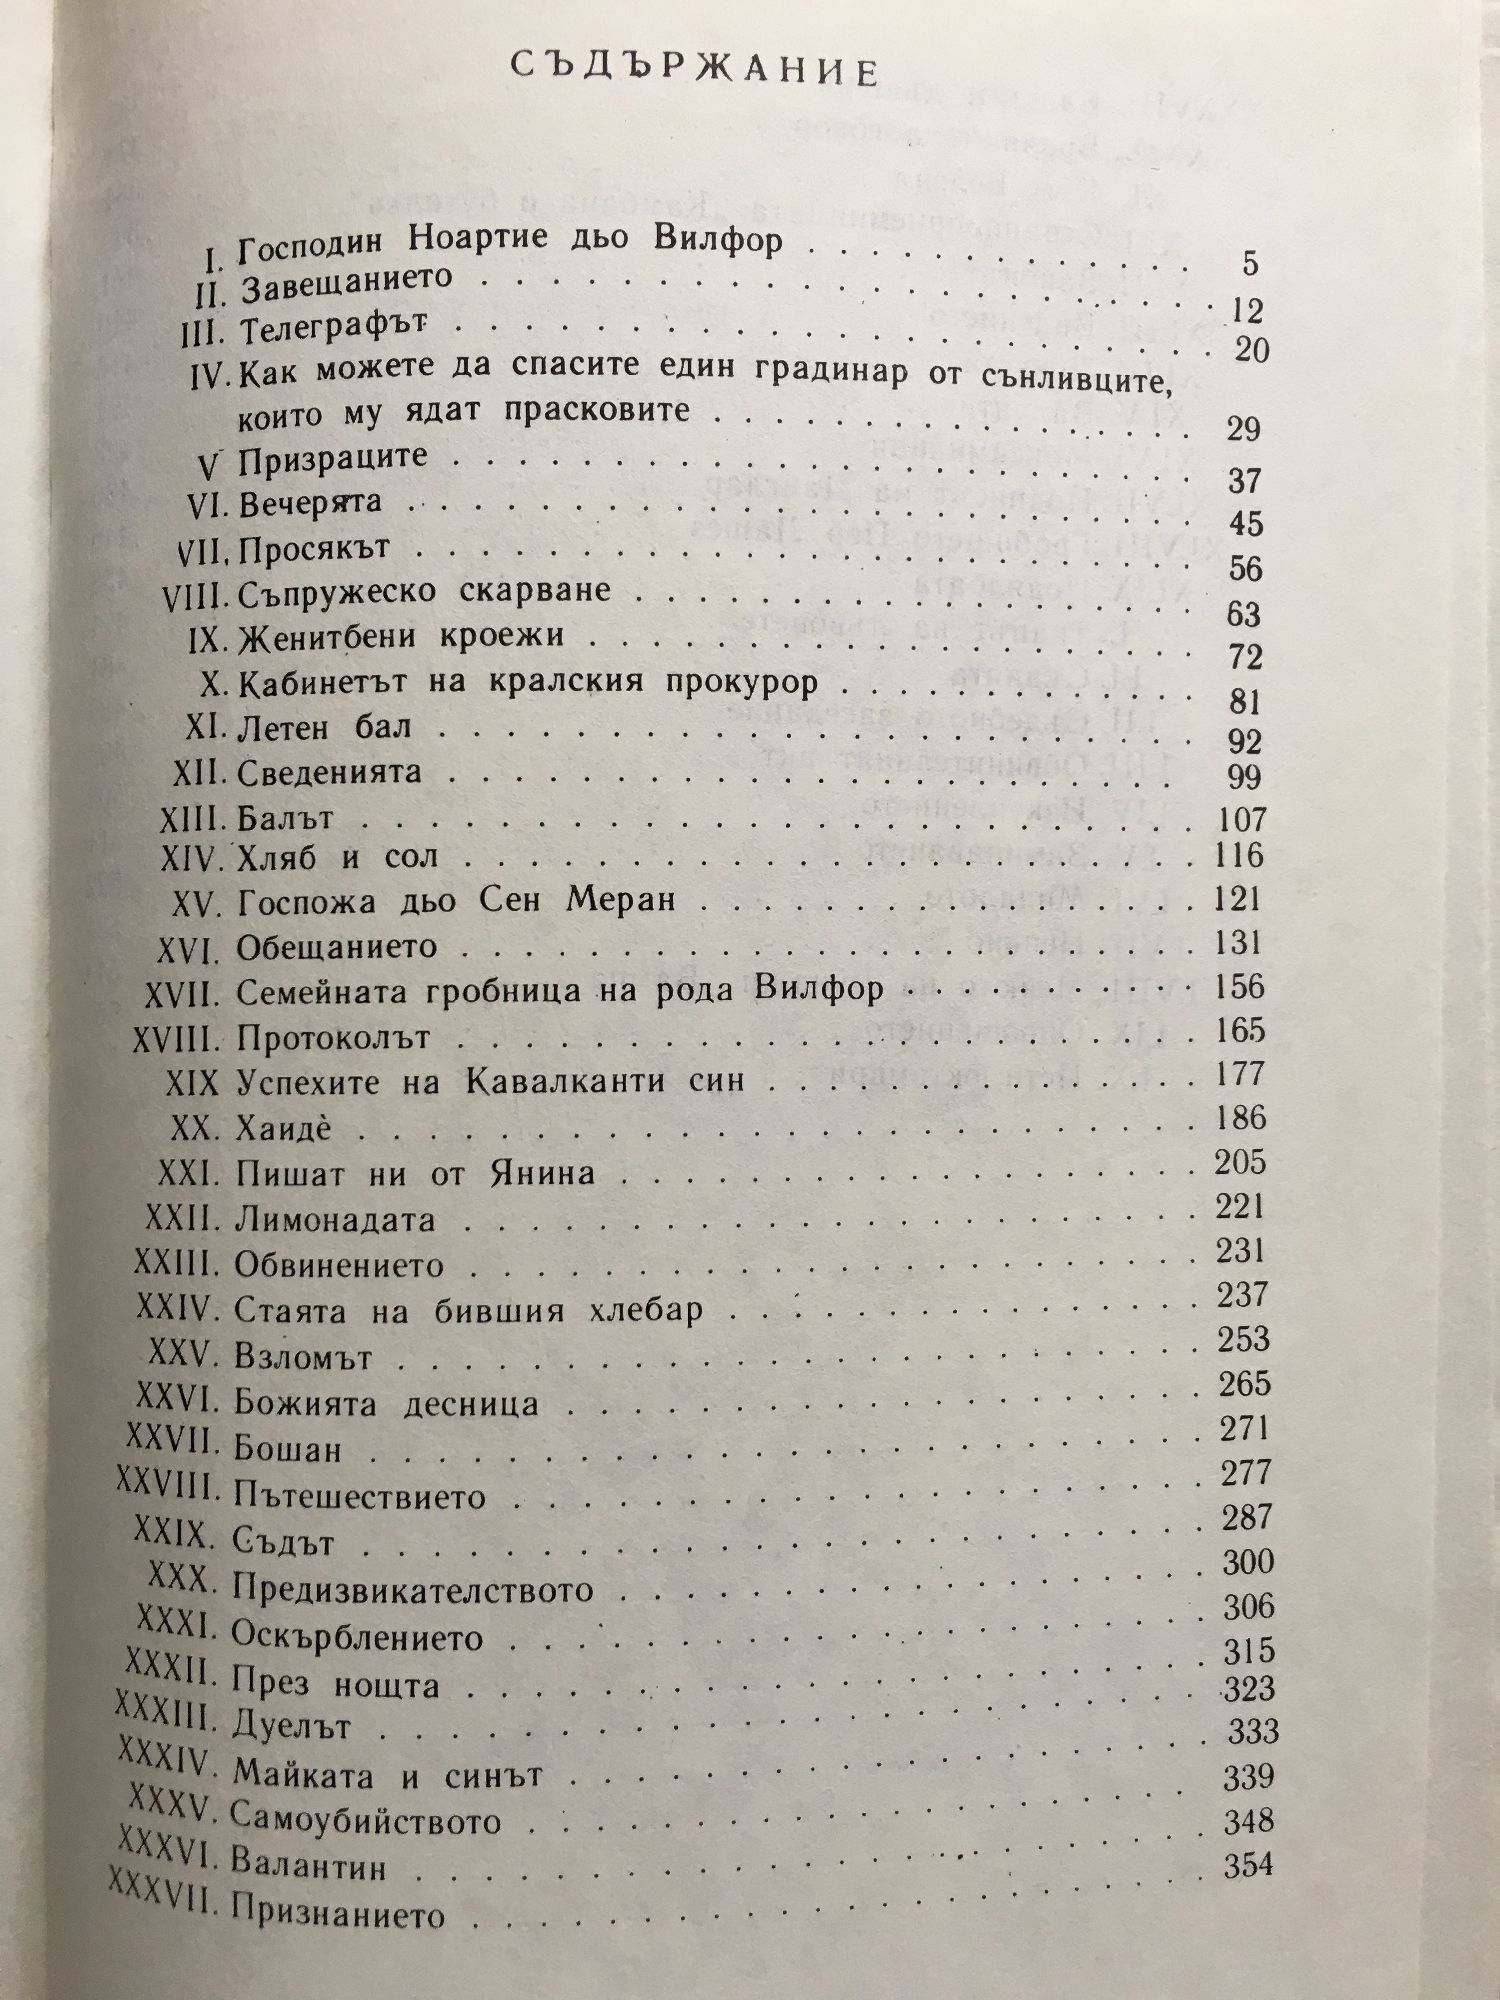 СЪДЪРЖАНИЕ
I. Господин Ноартие дьо Вилфор . . . . . . . . . . . . . 5
II. Завещанието . . . . . . . . . . . . . . . . . . . . . . 12
III. Телеграфът . . . . . . . . . . . . . . . . . . . . . . 20
IV. Как можете да спасите един градинар от сънливците,
които му ядат прасковите . . . . . . . . . . . . . . . . 29
V Призраците . . . . . . . . . . . . . . . . . . . . . . 37
VI. Вечерята . . . . . . . . . . . . . . . . . . . . . . . 45
VII. Просякът . . . . . . . . . . . . . . . . . . . . . . . 56
VIII. Съпружеско скарване . . . . . . . . . . . . . . . . . 63
IX. Женитбени кроежи . . . . . . . . . . . . . . . . . . . 72
X. Кабинетът на кралския прокурор . . . . . . . . . . . . 81
XI. Летен бал . . . . . . . . . . . . . . . . . . . . . . 92
XII. Сведенията . . . . . . . . . . . . . . . . . . . . . . 99
XIII. Балът . . . . . . . . . . . . . . . . . . . . . . . . 107
XIV. Хляб и сол . . . . . . . . . . . . . . . . . . . . . . 116
XV. Госпожа дьо Сен Меран . . . . . . . . . . . . . . . . 121
XVI. Обещанието . . . . . . . . . . . . . . . . . . . . . . 131
XVII. Семейната гробница на рода Вилфор . . . . . . . . . . 156
XVIII. Протоколът . . . . . . . . . . . . . . . . . . . . . 165
XIX Успехите на Кавалканти син . . . . . . . . . . . . . . 177
XX. Хаидѐ . . . . . . . . . . . . . . . . . . . . . . . . 186
XXI. Пишат ни от Янина . . . . . . . . . . . . . . . . . . 205
XXII. Лимонадата . . . . . . . . . . . . . . . . . . . . . 221
XXIII. Обвинението . . . . . . . . . . . . . . . . . . . . 231
XXIV. Стаята на бившия хлебар . . . . . . . . . . . . . . . 237
XXV. Взломът . . . . . . . . . . . . . . . . . . . . . . . 253
XXVI. Божията десница . . . . . . . . . . . . . . . . . . . 265
XXVII. Бошан . . . . . . . . . . . . . . . . . . . . . . . 271
XXVIII. Пътешествието . . . . . . . . . . . . . . . . . . . 277
XXIX. Съдът . . . . . . . . . . . . . . . . . . . . . . . . 287
XXX. Предизвикателството . . . . . . . . . . . . . . . . . 300
XXXI. Оскърблението . . . . . . . . . . . . . . . . . . . . 306
XXXII. През нощта . . . . . . . . . . . . . . . . . . . . . 315
XXXIII. Дуелът . . . . . . . . . . . . . . . . . . . . . . 323
XXXIV. Майката и синът . . . . . . . . . . . . . . . . . . 333
XXXV. Самоубийството . . . . . . . . . . . . . . . . . . . 339
XXXVI. Валантин . . . . . . . . . . . . . . . . . . . . . . 348
XXXVII. Признанието . . . . . . . . . . . . . . . . . . . . 354